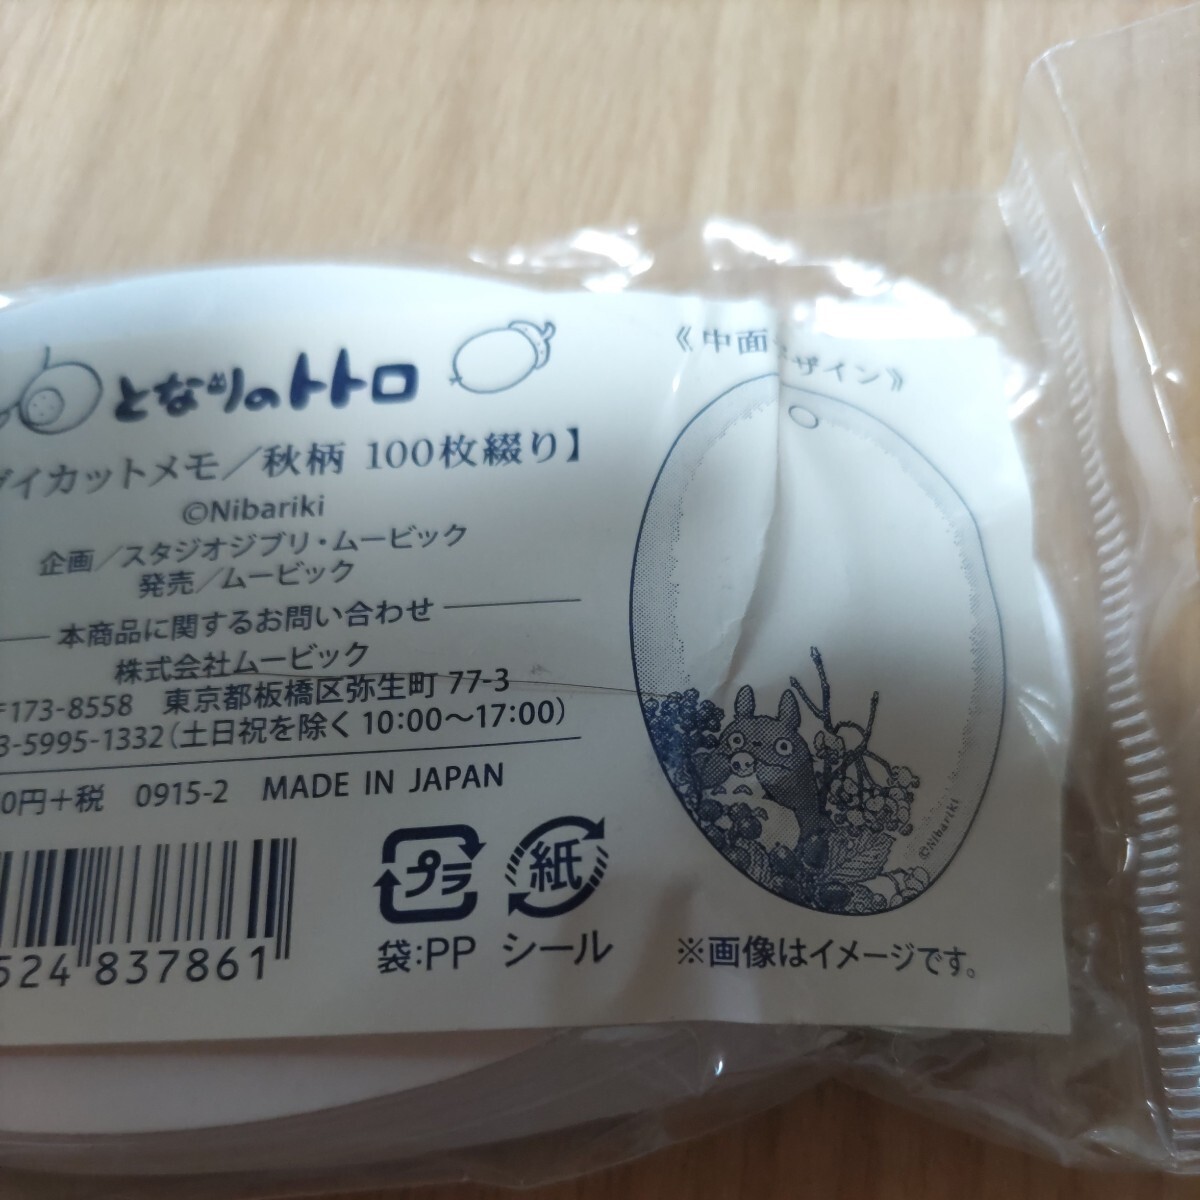 となりのトトロ
ダイカットメモ／秋柄 100枚綴り】
©Nibariki
企画／スタジオジブリ・ムービック
発売／ムービック
本商品に関するお問い合わせ
株式会社ムービック
〒173-8558 東京都板橋区弥生町 77-3
3-5995-1332（土日祝を除く 10:00～17:00）
0円＋税 0915-2 MADE IN JAPAN
524 837861
プラ
紙
袋:PP シール
《中面デザイン》
©Nibariki
※画像はイメージです。